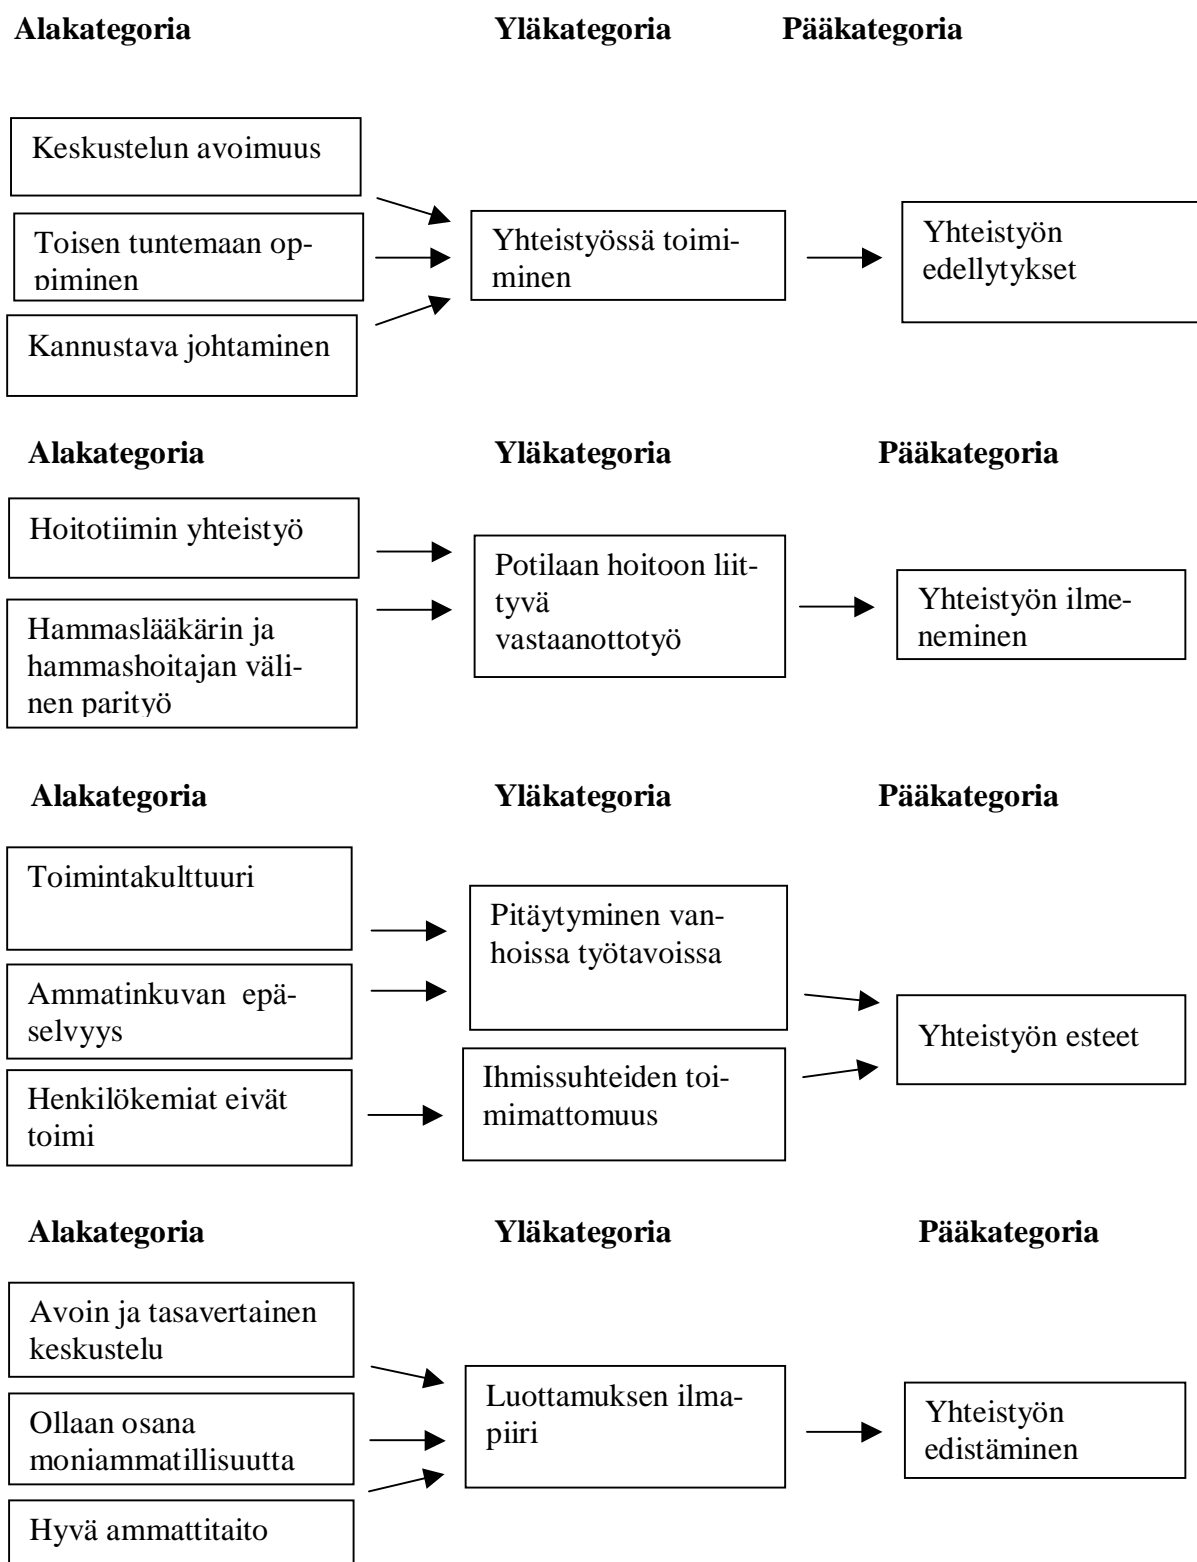 Alakategoria Yläkategoria Pääkategoria
Keskustelun avoimuus
Toisen tuntemaan op-
piminen
Kannustava johtaminen
Yhteistyössä toimi-
minen
Yhteistyön
edellytykset
Alakategoria Yläkategoria Pääkategoria
Hoitotiimin yhteistyö
Hammaslääkärin ja
hammashoitajan väli-
nen parityö
Potilaan hoitoon liit-
tyvä
vastaanottotyö
Yhteistyön ilme-
neminen
Alakategoria Yläkategoria Pääkategoria
Toimintakulttuuri
Ammatinkuvan epä-
selvyys
Henkilökemiat eivät
toimi
Pitäytyminen van-
hoissa työtavoissa
Ihmissuhteiden toi-
mimattomuus
Yhteistyön esteet
Alakategoria Yläkategoria Pääkategoria
Avoin ja tasavertainen
keskustelu
Ollaan osana
moniammatillisuutta
Hyvä ammattitaito
Luottamuksen ilma-
piiri
Yhteistyön
edistäminen